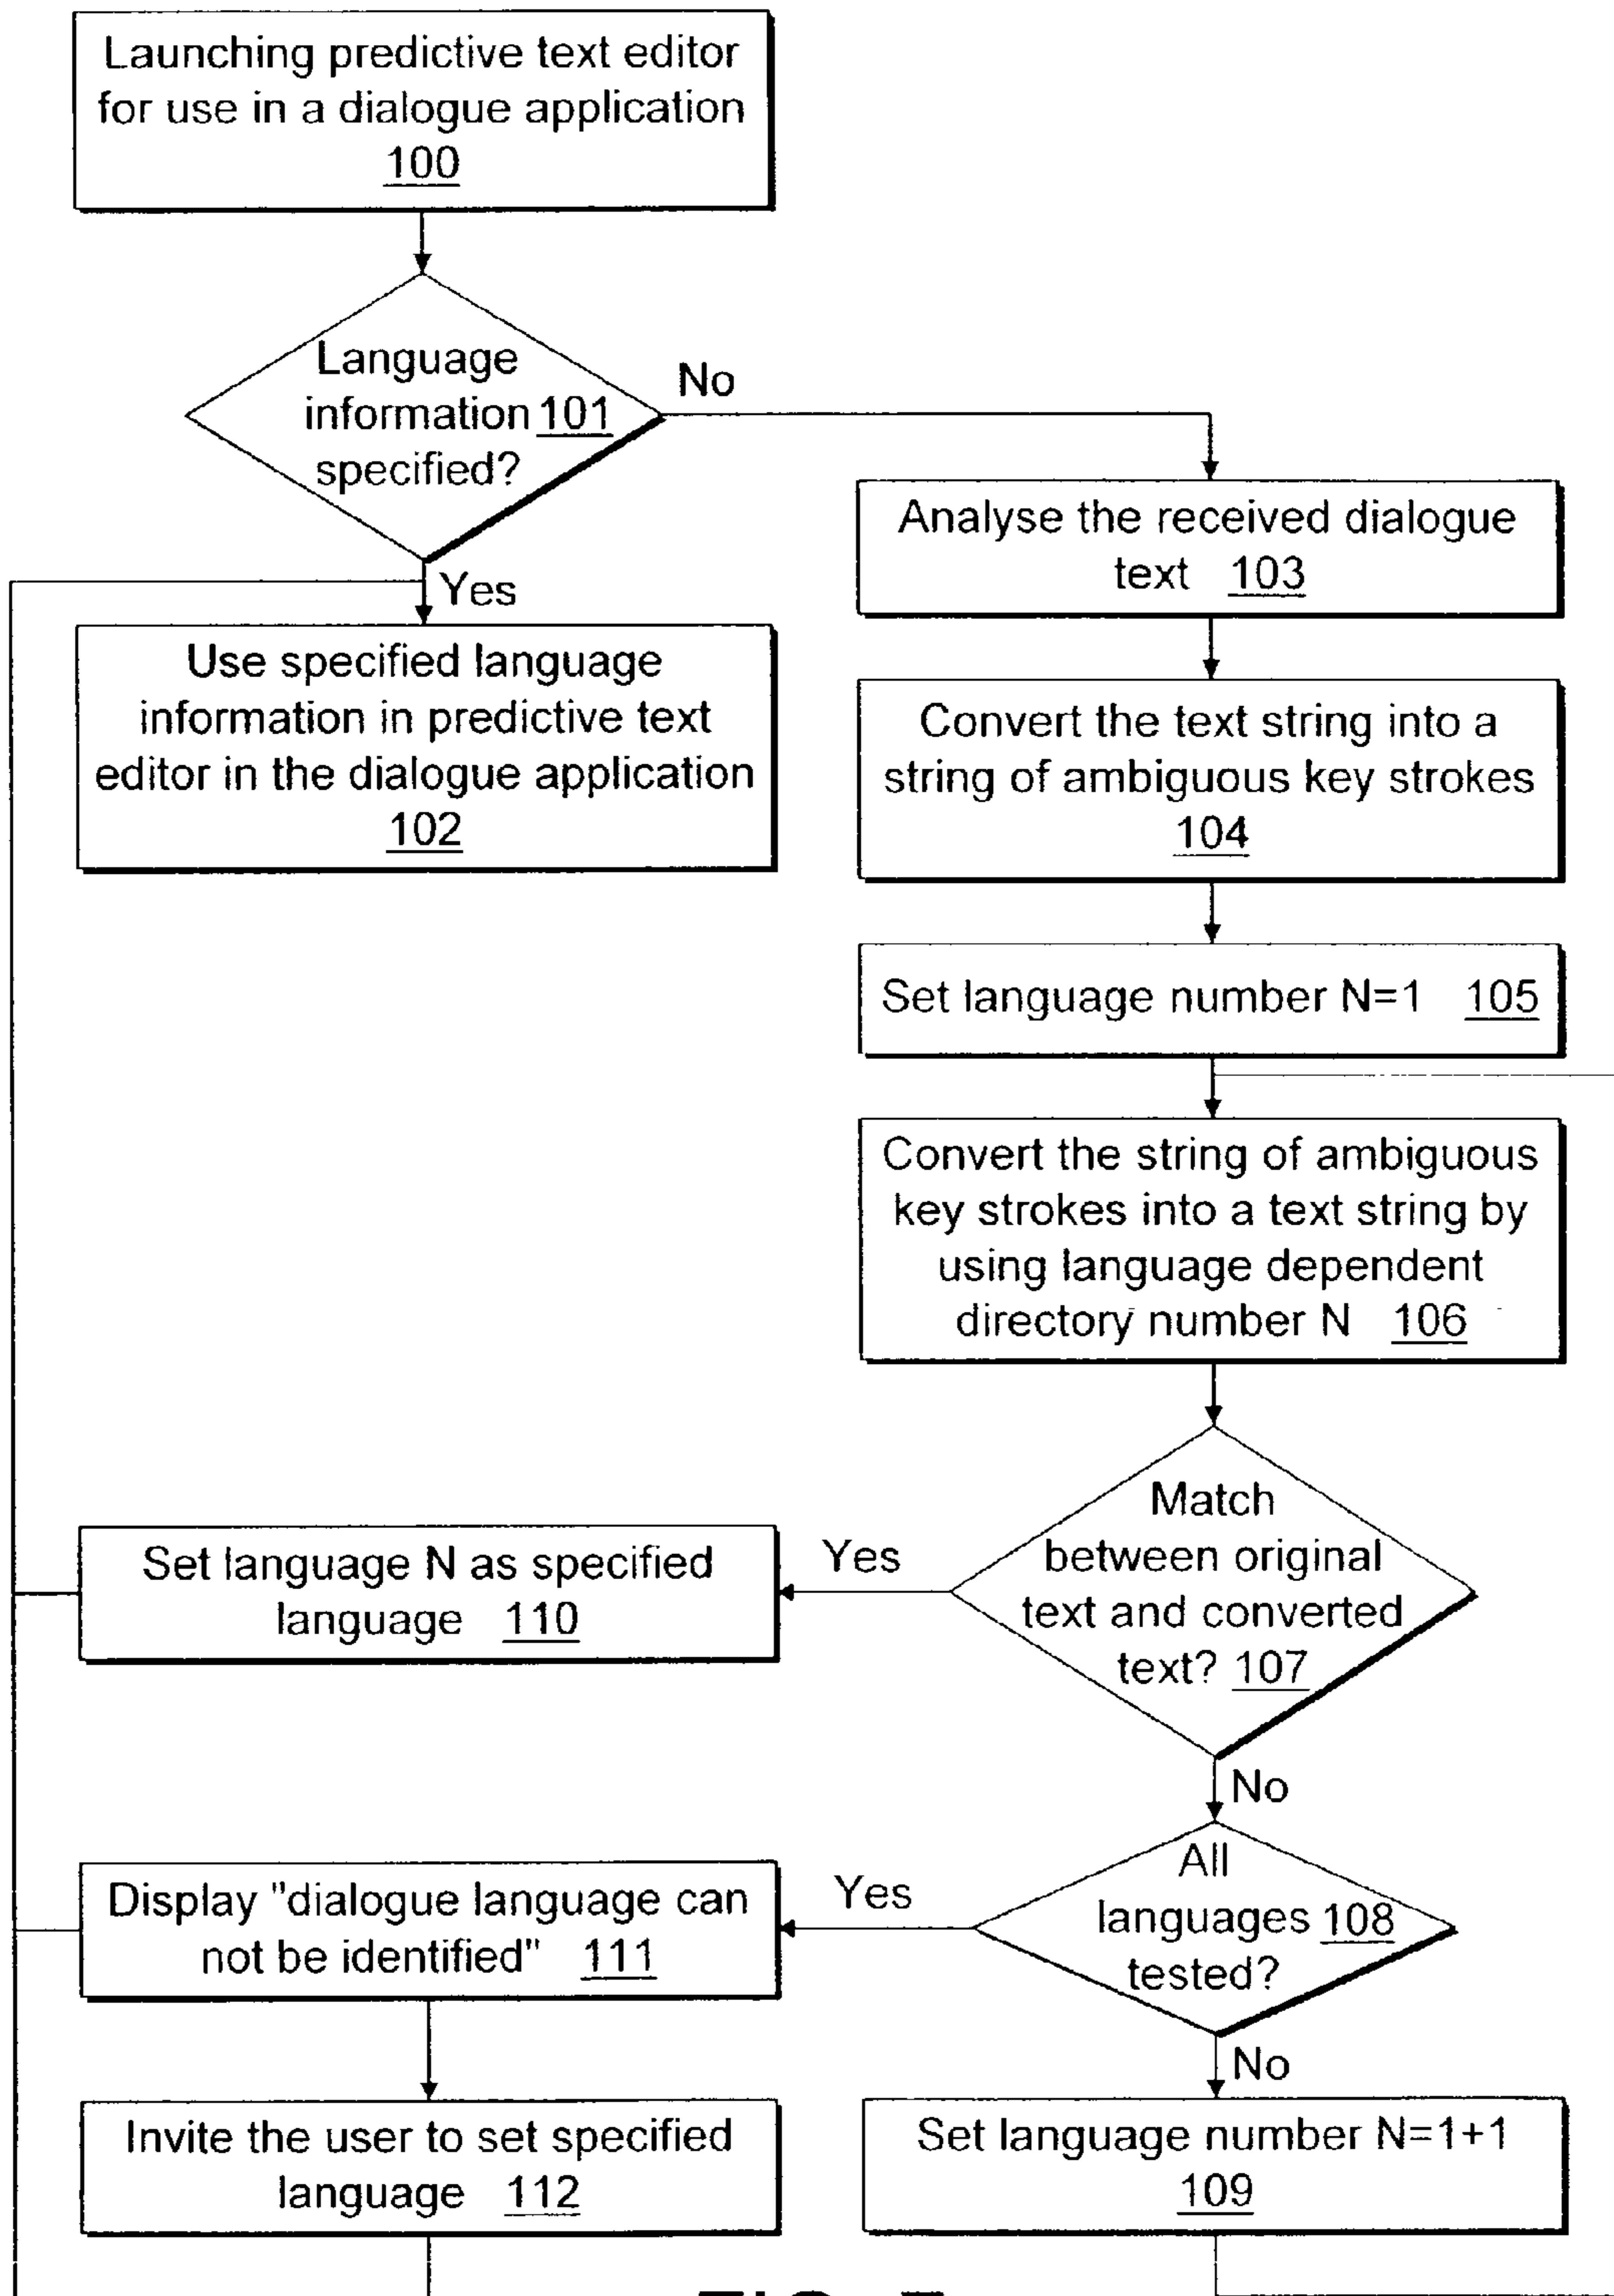 Launching predictive text editor
for use in a dialogue application
100
Language
information 101
specified?
No
Yes
Use specified language
information in predictive text
editor in the dialogue application
102
Analyse the received dialogue
text 103
Convert the text string into a
string of ambiguous key strokes
104
Set language number N=1 105
Convert the string of ambiguous
key strokes into a text string by
using language dependent
directory number N 106
Match
between original
text and converted
text? 107
Yes
Set language N as specified
language 110
No
All
languages 108
tested?
Yes
Display "dialogue language can
not be identified" 111
No
Invite the user to set specified
language 112
Set language number N=1+1
109